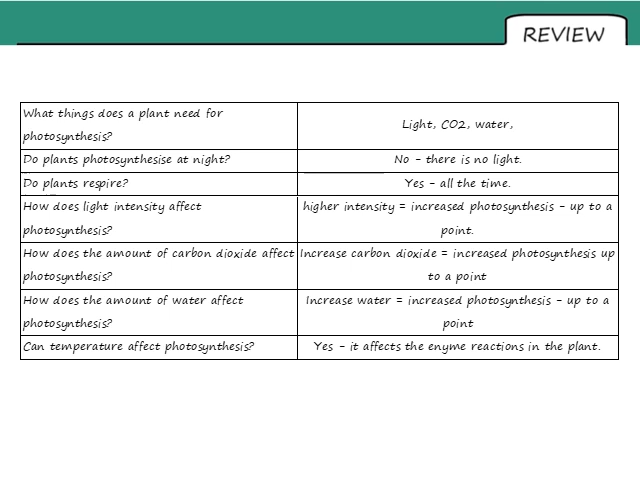 REVIEW
What things does a plant need for
photosynthesis?
Light, CO2, water,
Do plants photosynthesise at night?
No - there is no light.
Do plants respire?
Yes - all the time.
How does light intensity affect
photosynthesis?
higher intensity = increased photosynthesis - up to a
point.
How does the amount of carbon dioxide affect
photosynthesis?
Increase carbon dioxide = increased photosynthesis up
to a point
How does the amount of water affect
photosynthesis?
Increase water = increased photosynthesis - up to a
point
Can temperature affect photosynthesis?
Yes - it affects the enyme reactions in the plant.